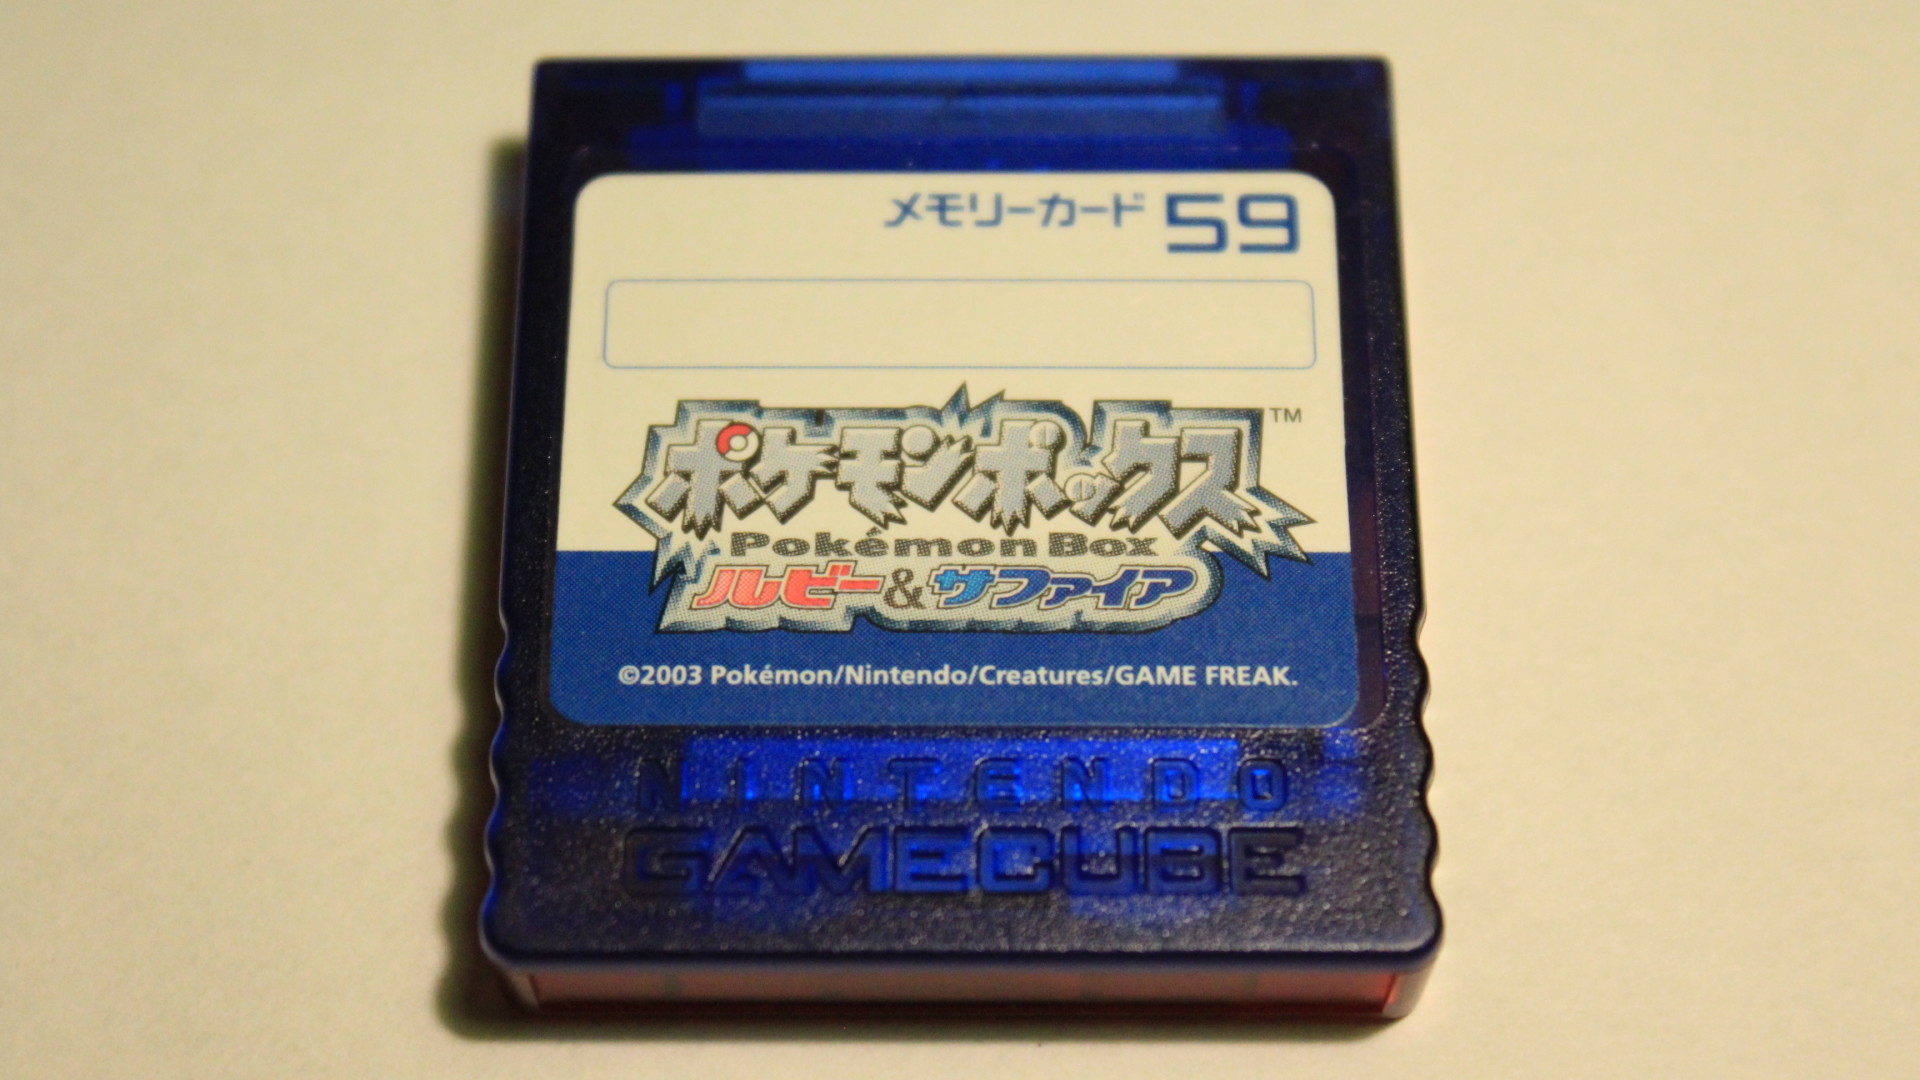 メモリーカード 59
ポケモンボックス TM
Pokémon Box
ルビー&サファイア
©2003 Pokémon/Nintendo/Creatures/GAME FREAK.
NINTENDO
GAMECUBE